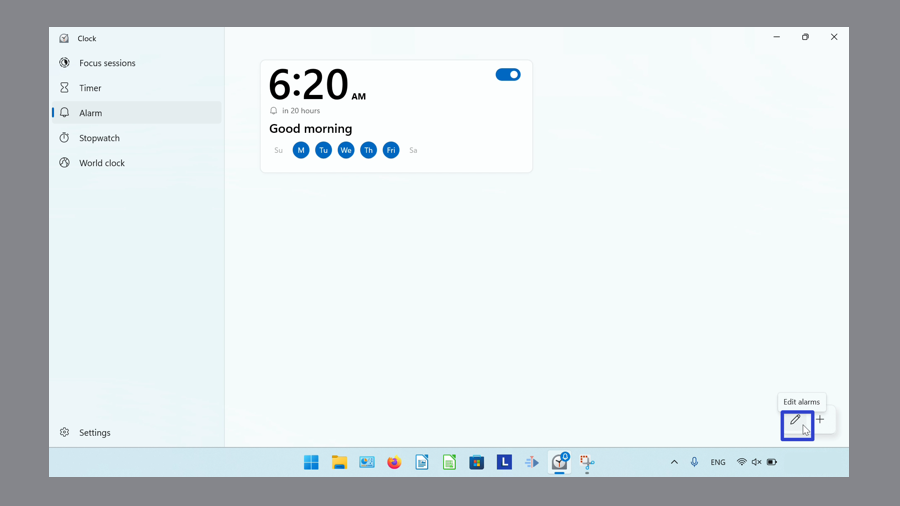 Clock
Focus sessions
Timer
Alarm
Stopwatch
World clock
Settings
6:20 AM
in 20 hours
Good morning
Su M Tu We Th Fri Sa
Edit alarms
L
ENG